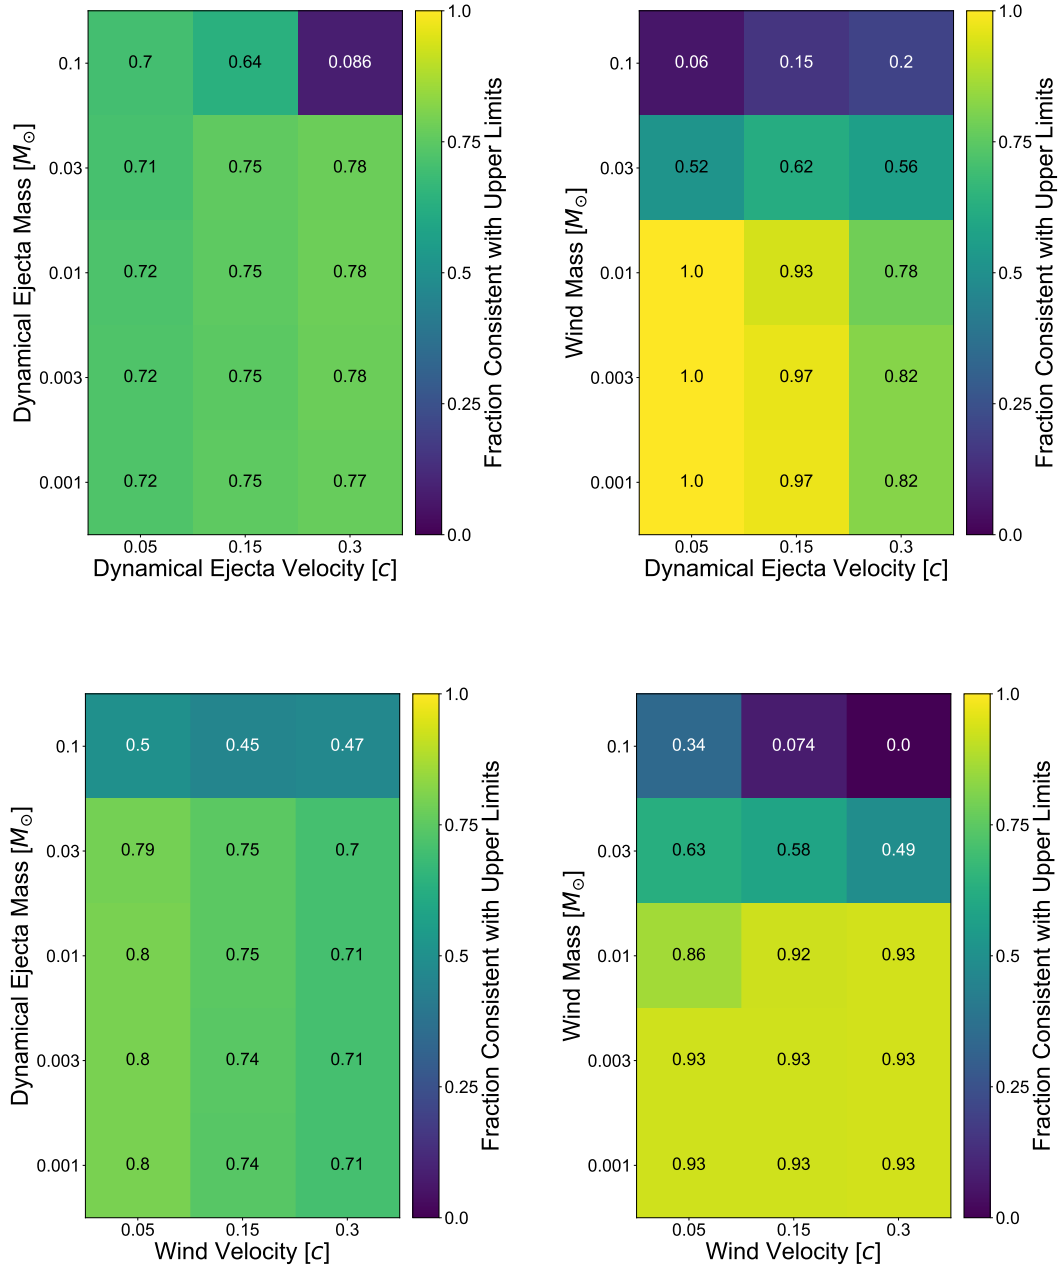 0.1 0.7 0.64 0.086
0.03 0.71 0.75 0.78
0.01 0.72 0.75 0.78
0.003 0.72 0.75 0.78
0.001 0.72 0.75 0.77
0.05 0.15 0.3
Dynamical Ejecta Velocity [c]
Dynamical Ejecta Mass [M⊙]
1.0
0.75
0.5
0.25
0.0
Fraction Consistent with Upper Limits
0.1 0.06 0.15 0.2
0.03 0.52 0.62 0.56
0.01 1.0 0.93 0.78
0.003 1.0 0.97 0.82
0.001 1.0 0.97 0.82
0.05 0.15 0.3
Dynamical Ejecta Velocity [c]
Wind Mass [M⊙]
1.0
0.75
0.5
0.25
0.0
Fraction Consistent with Upper Limits
0.1 0.5 0.45 0.47
0.03 0.79 0.75 0.7
0.01 0.8 0.75 0.71
0.003 0.8 0.74 0.71
0.001 0.8 0.74 0.71
0.05 0.15 0.3
Wind Velocity [c]
Dynamical Ejecta Mass [M⊙]
1.0
0.75
0.5
0.25
0.0
Fraction Consistent with Upper Limits
0.1 0.34 0.074 0.0
0.03 0.63 0.58 0.49
0.01 0.86 0.92 0.93
0.003 0.93 0.93 0.93
0.001 0.93 0.93 0.93
0.05 0.15 0.3
Wind Velocity [c]
Wind Mass [M⊙]
1.0
0.75
0.5
0.25
0.0
Fraction Consistent with Upper Limits